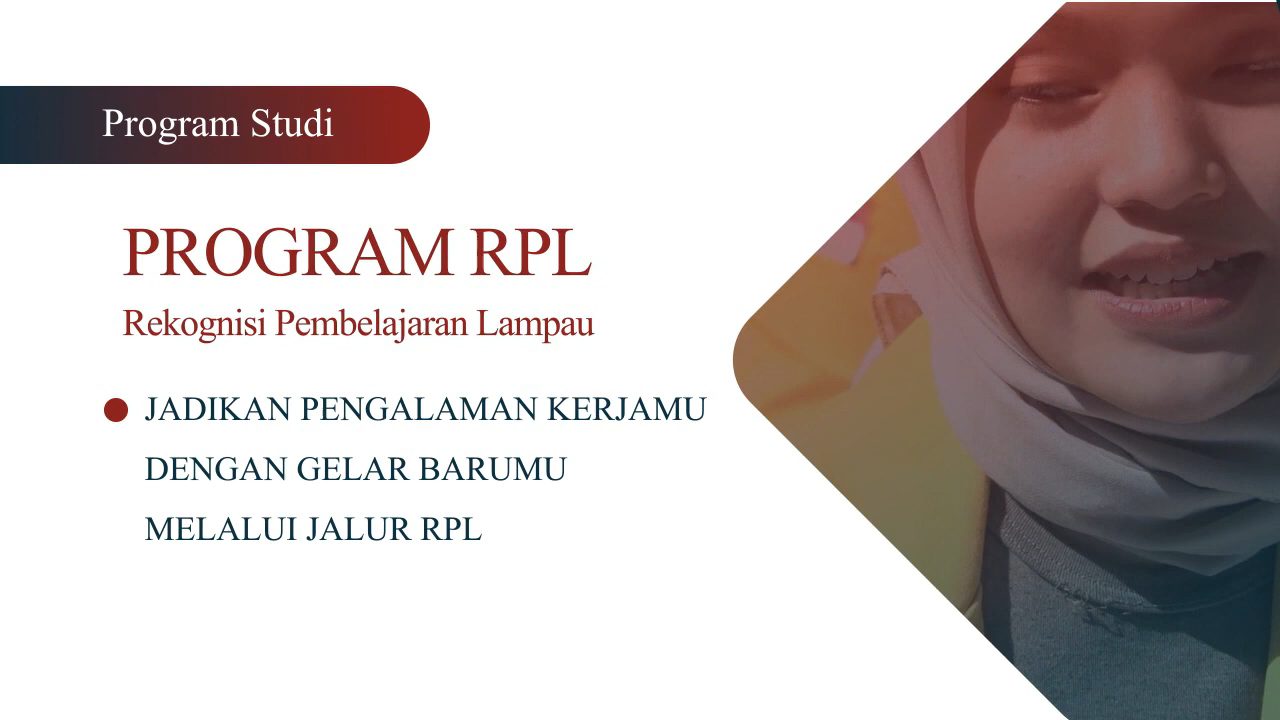 Program Studi
PROGRAM RPL
Rekognisi Pembelajaran Lampau
JADIKAN PENGALAMAN KERJAMU
DENGAN GELAR BARUMU
MELALUI JALUR RPL